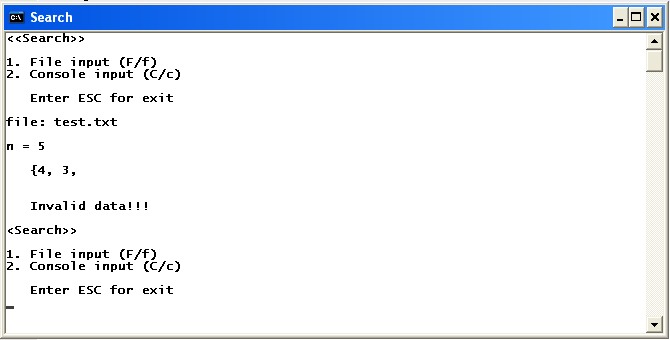 Search
<<Search>>
1. File input (F/f)
2. Console input (C/c)
Enter ESC for exit
file: test.txt
n = 5
{4, 3,
Invalid data!!!
<Search>>
1. File input (F/f)
2. Console input (C/c)
Enter ESC for exit